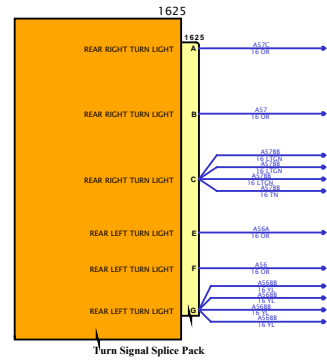 1625
1625
REAR RIGHT TURN LIGHT A A57C
16 OR
REAR RIGHT TURN LIGHT B A57
16 OR
A57BB
16 LTGN
A57BB
16 LTGN
REAR RIGHT TURN LIGHT C A57BB
16 LTGN
A57BB
16 TN
REAR LEFT TURN LIGHT E A56A
16 OR
REAR LEFT TURN LIGHT F A56
16 OR
A56BB
16 YL
A56BB
16 YL
REAR LEFT TURN LIGHT G A56BB
16 YL
A56BB
16 YL
Turn Signal Splice Pack